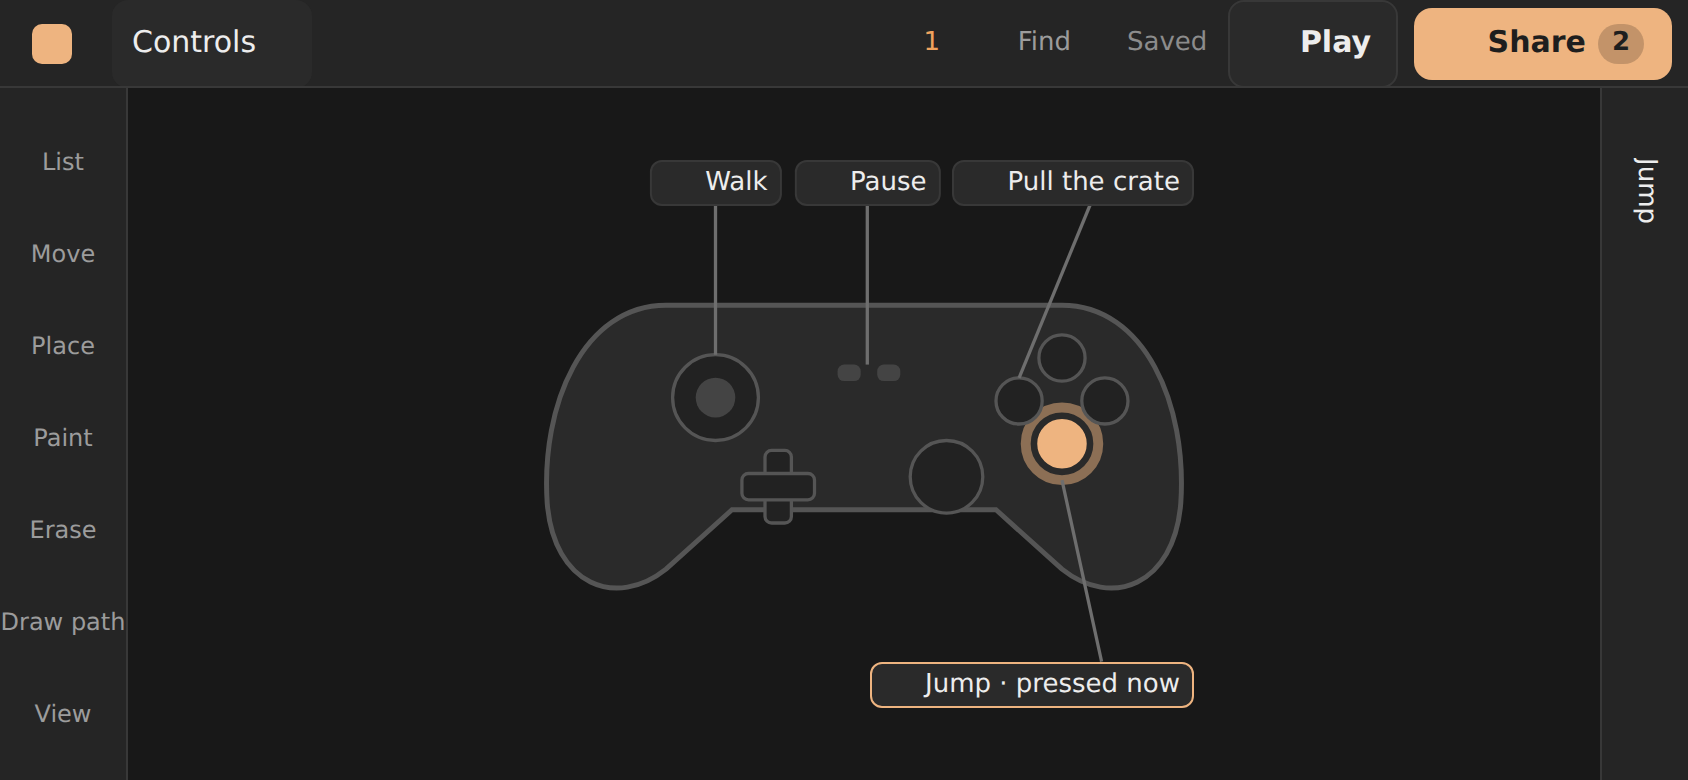 Controls
1
Find
Saved
Play
Share 2
List
Move
Place
Paint
Erase
Draw path
View
Walk
Pause
Pull the crate
Jump · pressed now
Jump